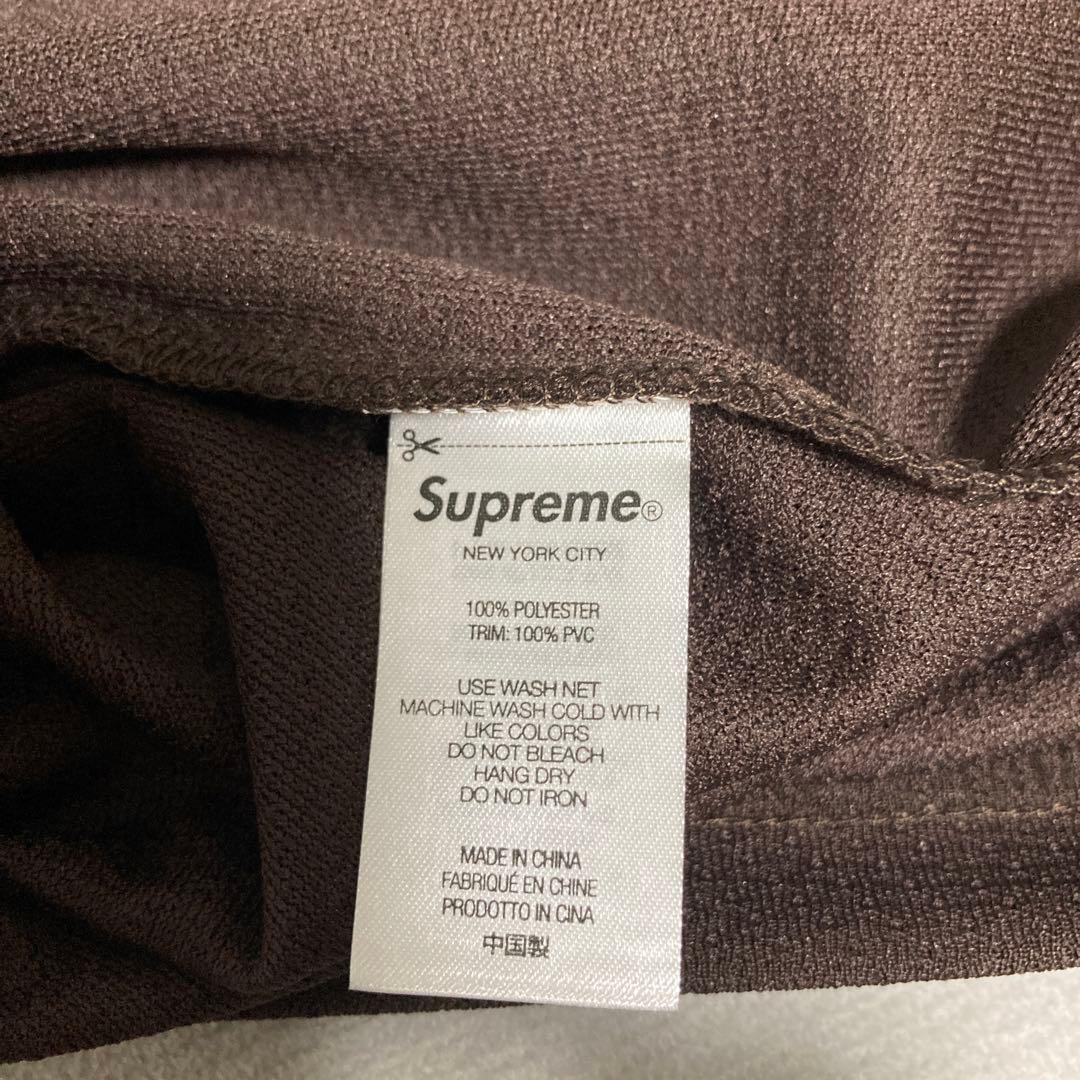 Supreme®
NEW YORK CITY
100% POLYESTER
TRIM: 100% PVC
USE WASH NET
MACHINE WASH COLD WITH
LIKE COLORS
DO NOT BLEACH
HANG DRY
DO NOT IRON
MADE IN CHINA
FABRIQUÉ EN CHINE
PRODOTTO IN CINA
中国製